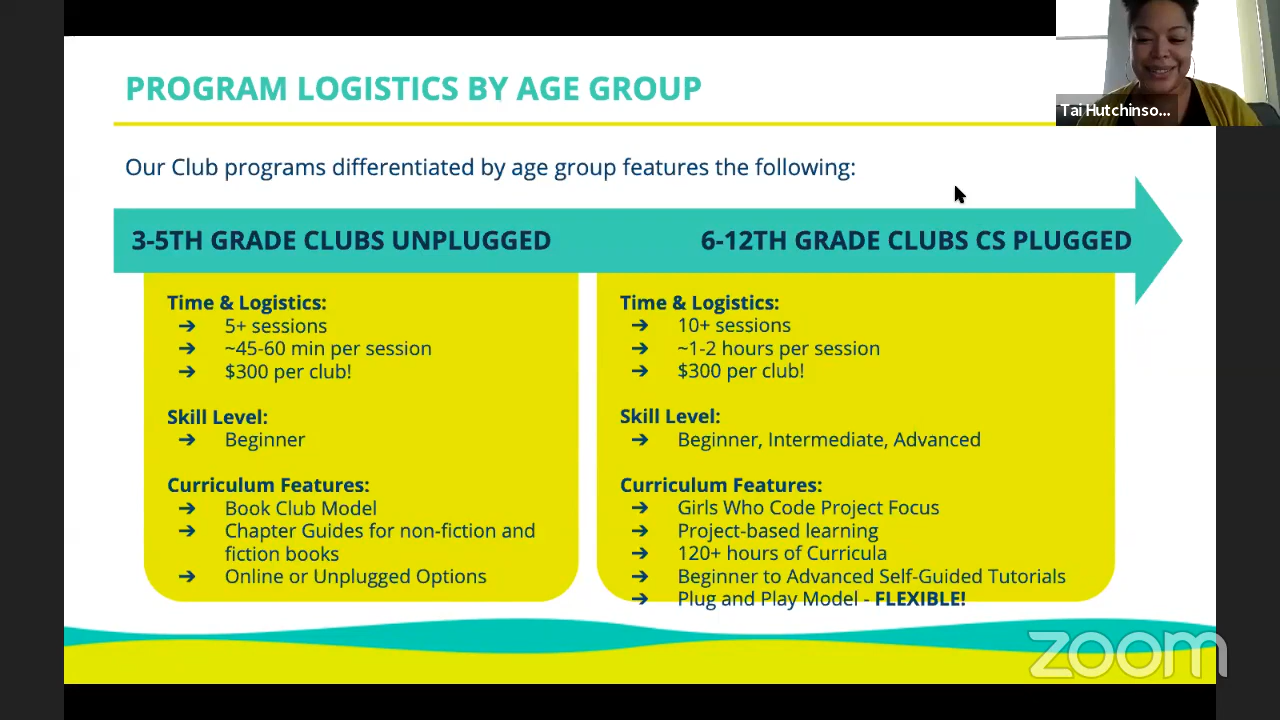 PROGRAM LOGISTICS BY AGE GROUP
Tai Hutchinso...
Our Club programs differentiated by age group features the following:
3-5TH GRADE CLUBS UNPLUGGED
6-12TH GRADE CLUBS CS PLUGGED
Time & Logistics:
➔ 5+ sessions
➔ ~45-60 min per session
➔ $300 per club!
Skill Level:
➔ Beginner
Curriculum Features:
➔ Book Club Model
➔ Chapter Guides for non-fiction and
fiction books
➔ Online or Unplugged Options
Time & Logistics:
➔ 10+ sessions
➔ ~1-2 hours per session
➔ $300 per club!
Skill Level:
➔ Beginner, Intermediate, Advanced
Curriculum Features:
➔ Girls Who Code Project Focus
➔ Project-based learning
➔ 120+ hours of Curricula
➔ Beginner to Advanced Self-Guided Tutorials
➔ Plug and Play Model - FLEXIBLE!
zoom